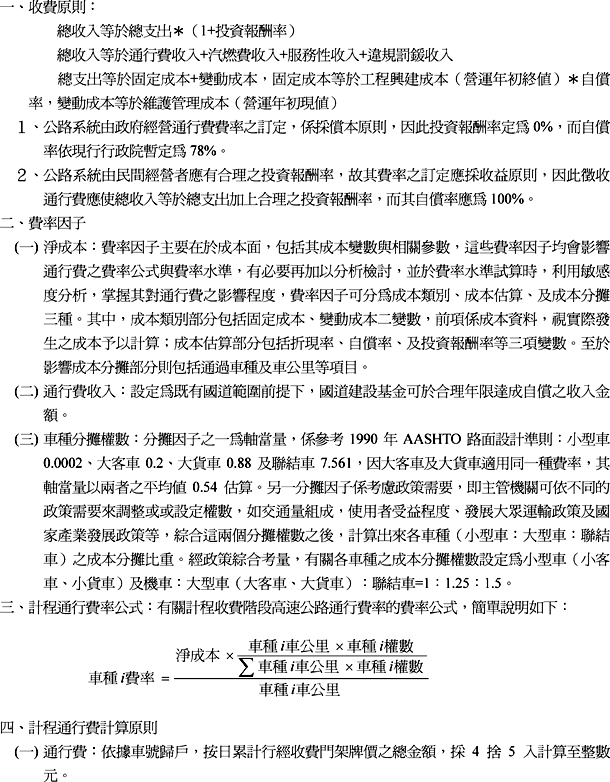 一、收費原則：
總收入等於總支出＊（1+投資報酬率）
總收入等於通行費收入+汽燃費收入+服務性收入+違規罰鍰收入
總支出等於固定成本+變動成本，固定成本等於工程興建成本（營運年初終值）＊自償
率，變動成本等於維護管理成本（營運年初現值）
１、公路系統由政府經營通行費費率之訂定，係採償本原則，因此投資報酬率定爲 0%，而自償
率依現行行政院暫定爲 78%。
２、公路系統由民間經營者應有合理之投資報酬率，故其費率之訂定應採收益原則，因此徵收
通行費應使總收入等於總支出加上合理之投資報酬率，而其自償率應爲 100%。
二、費率因子
(一) 淨成本：費率因子主要在於成本面，包括其成本變數與相關參數，這些費率因子均會影響
通行費之費率公式與費率水準，有必要再加以分析檢討，並於費率水準試算時，利用敏感
度分析，掌握其對通行費之影響程度，費率因子可分爲成本類別、成本估算、及成本分攤
三種。其中，成本類別部分包括固定成本、變動成本二變數，前項係成本資料，視實際發
生之成本予以計算；成本估算部分包括折現率、自償率、及投資報酬率等三項變數。至於
影響成本分攤部分則包括通過車種及車公里等項目。
(二) 通行費收入：設定爲既有國道範圍前提下，國道建設基金可於合理年限達成自償之收入金
額。
(三) 車種分攤權數：分攤因子之一爲軸當量，係參考 1990 年 AASHTO 路面設計準則：小型車
0.0002、大客車 0.2、大貨車 0.88 及聯結車 7.561，因大客車及大貨車適用同一種費率，其
軸當量以兩者之平均値 0.54 估算。另一分攤因子係考慮政策需要，即主管機關可依不同的
政策需要來調整或或設定權數，如交通量組成，使用者受益程度、發展大眾運輸政策及國
家產業發展政策等，綜合這兩個分攤權數之後，計算出來各車種（小型車：大型車：聯結
車）之成本分攤比重。經政策綜合考量，有關各車種之成本分攤權數設定爲小型車（小客
車、小貨車）及機車：大型車（大客車、大貨車）：聯結車=1：1.25：1.5。
三、計程通行費率公式：有關計程收費階段高速公路通行費率的費率公式，簡單說明如下：
車種 i車公里 × 車種 i權數
淨成本 ×
∑ 車種 i車公里 × 車種 i權數
車種 i費率 =
車種 i車公里
四、計程通行費計算原則
(一) 通行費：依據車號歸戶，按日累計行經收費門架牌價之總金額，採 4 捨 5 入計算至整數
元。